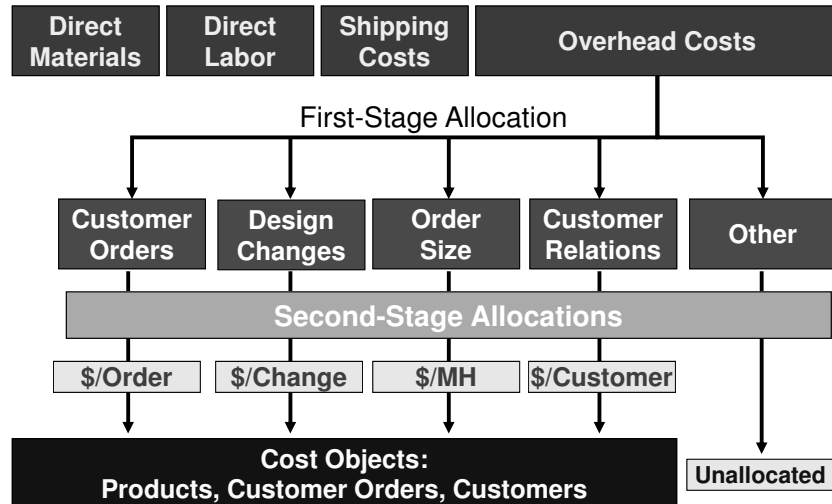 Direct
Materials
Direct
Labor
Shipping
Costs
Overhead Costs
First-Stage Allocation
Customer
Orders
Design
Changes
Order
Size
Customer
Relations
Other
Second-Stage Allocations
$/Order
$/Change
$/MH
$/Customer
Cost Objects:
Products, Customer Orders, Customers
Unallocated